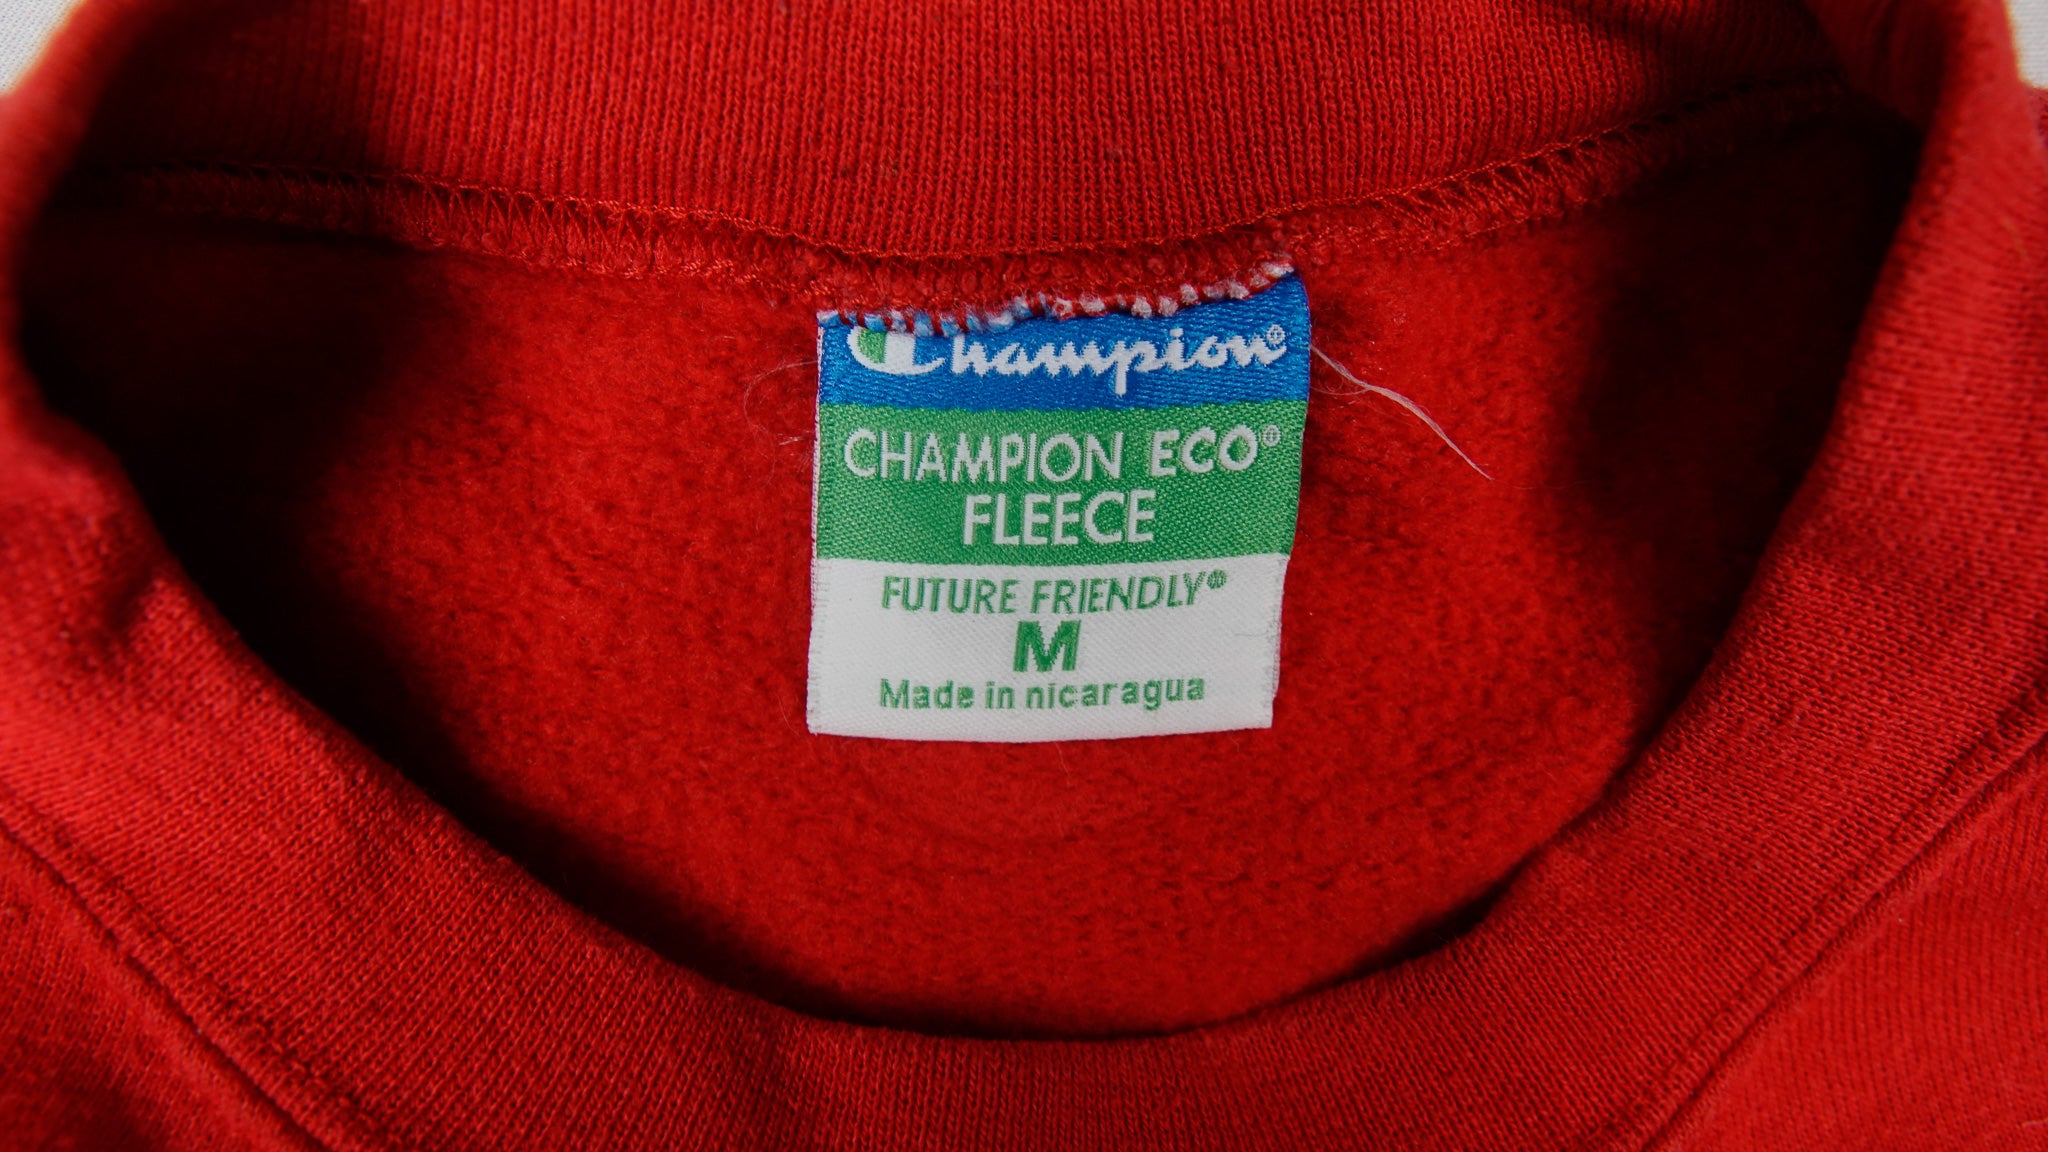 Champion®
CHAMPION ECO®
FLEECE
FUTURE FRIENDLY®
M
Made in nicaragua